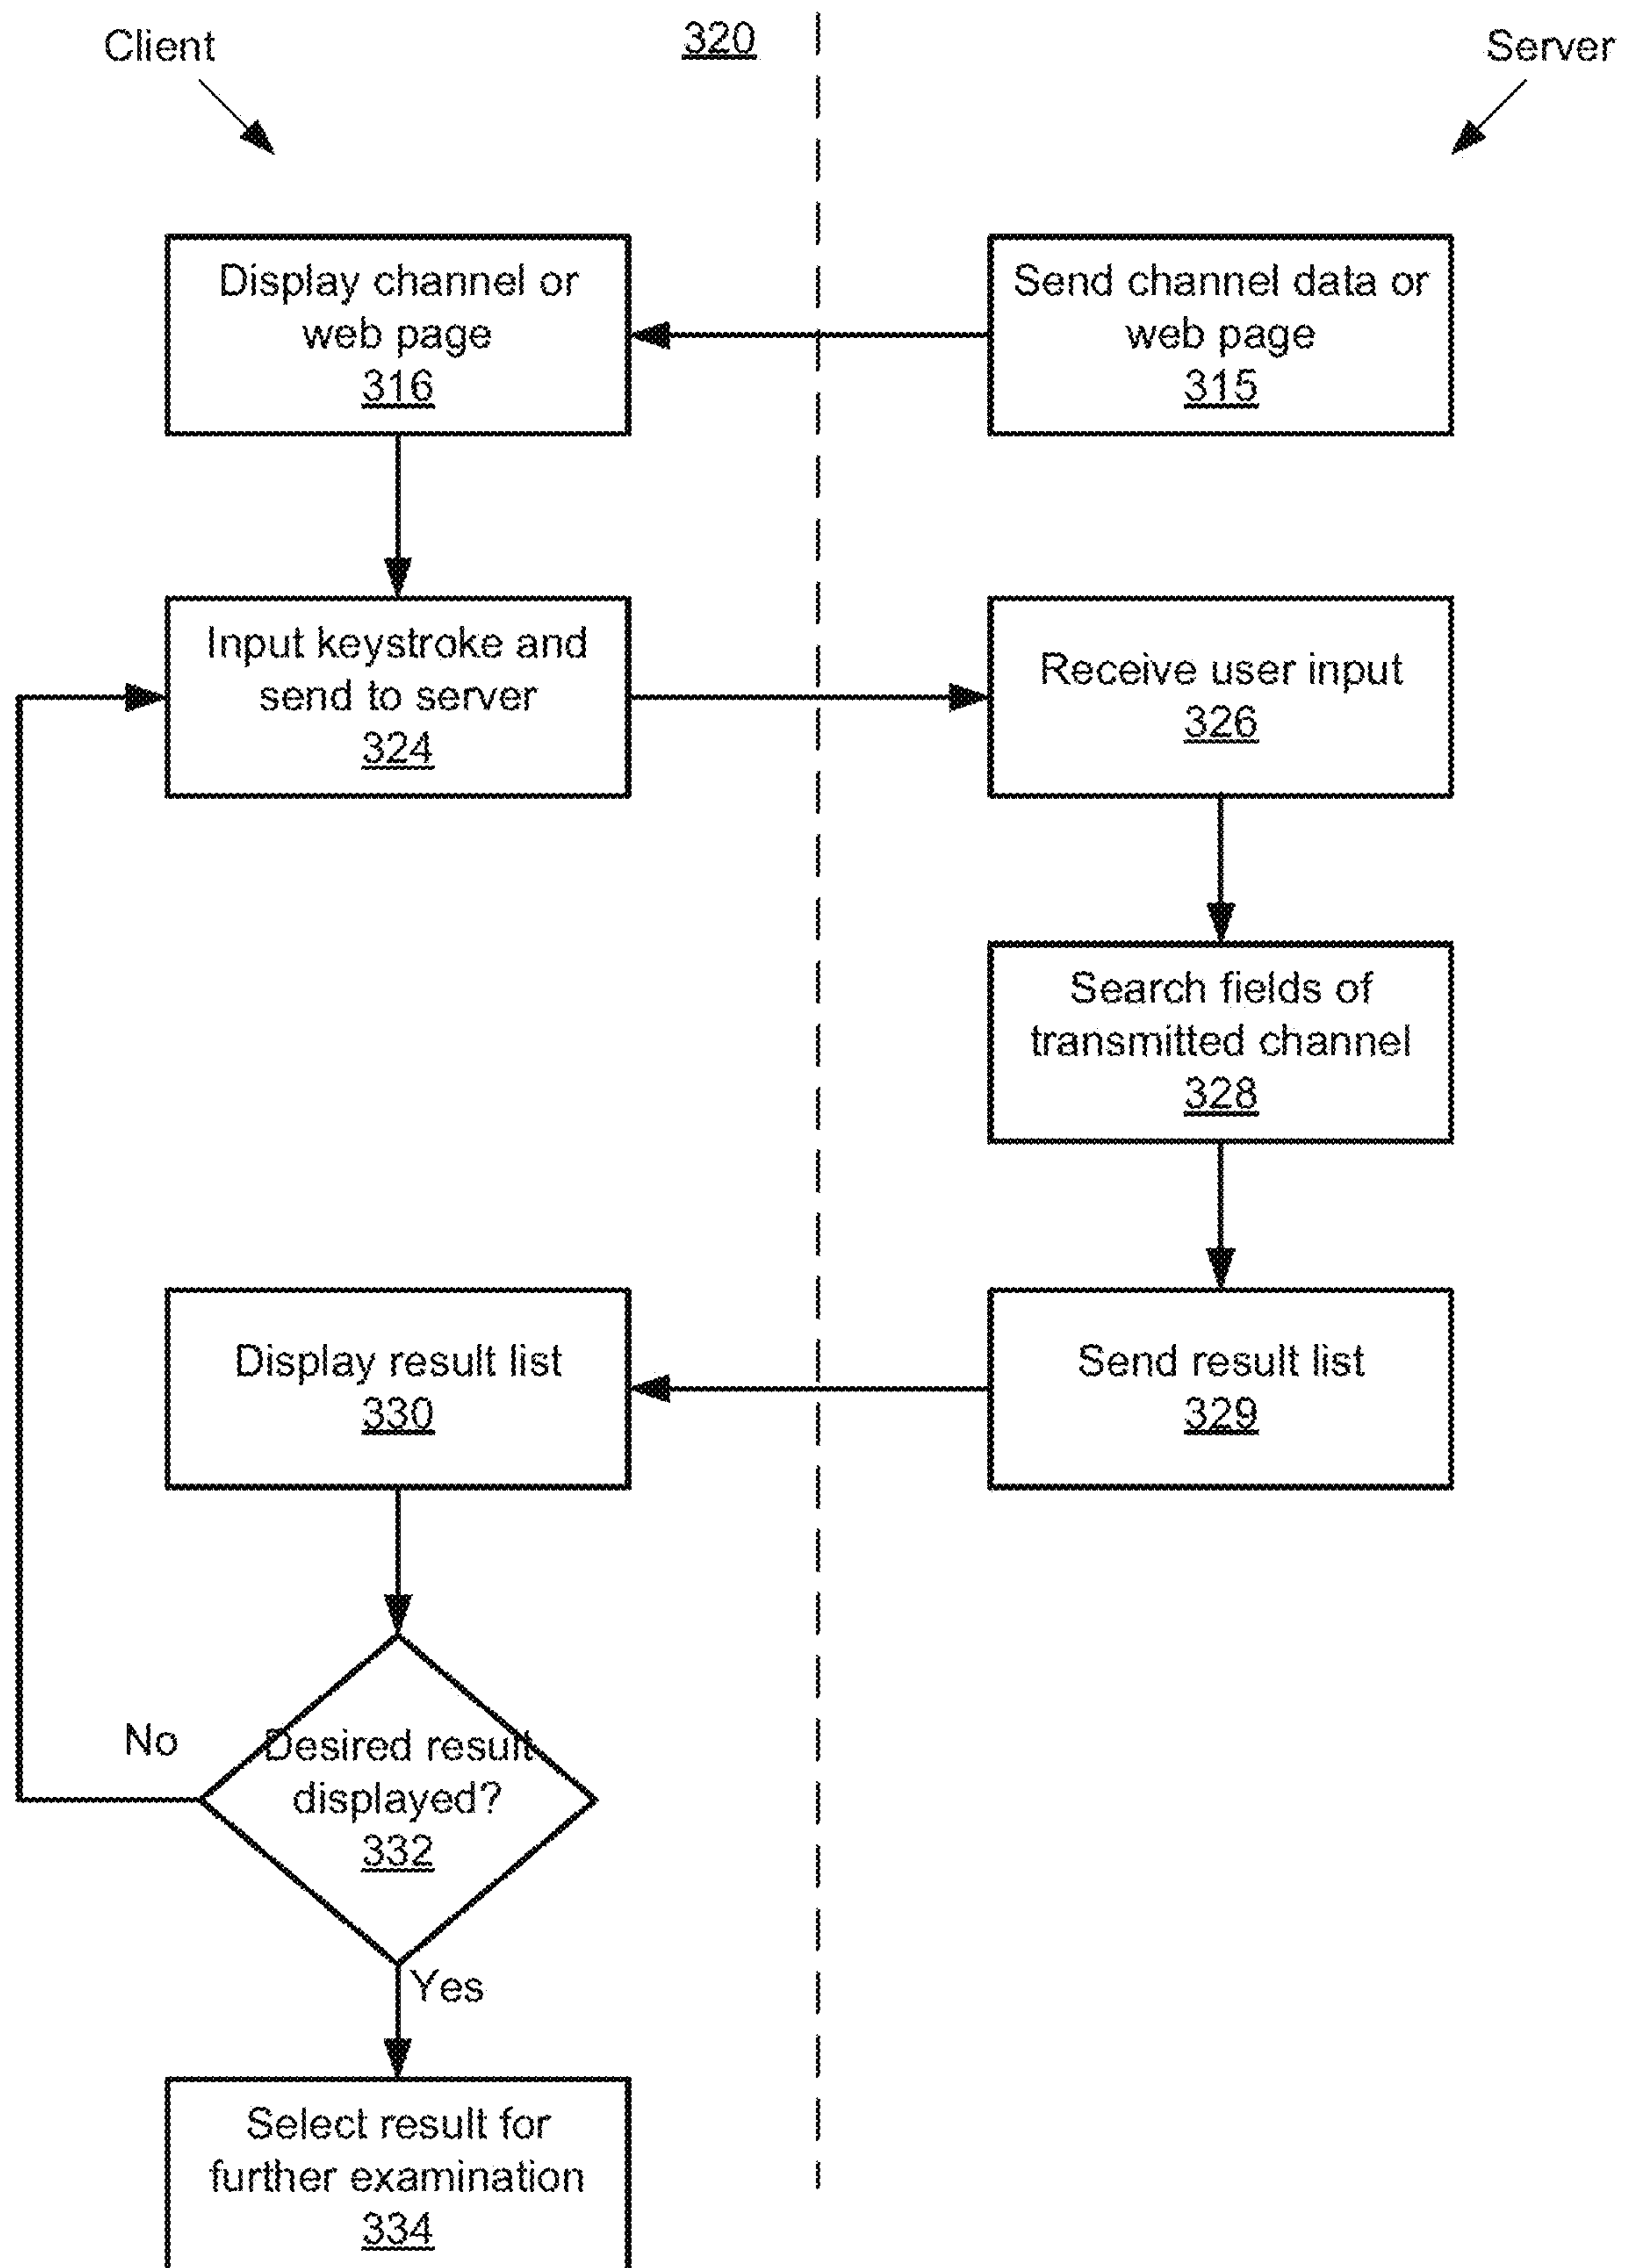 Client
320
Server
Display channel or
web page
316
Send channel data or
web page
315
Input keystroke and
send to server
324
Receive user input
326
Search fields of
transmitted channel
328
Display result list
330
Send result list
329
No
Desired result
displayed?
332
Yes
Select result for
further examination
334